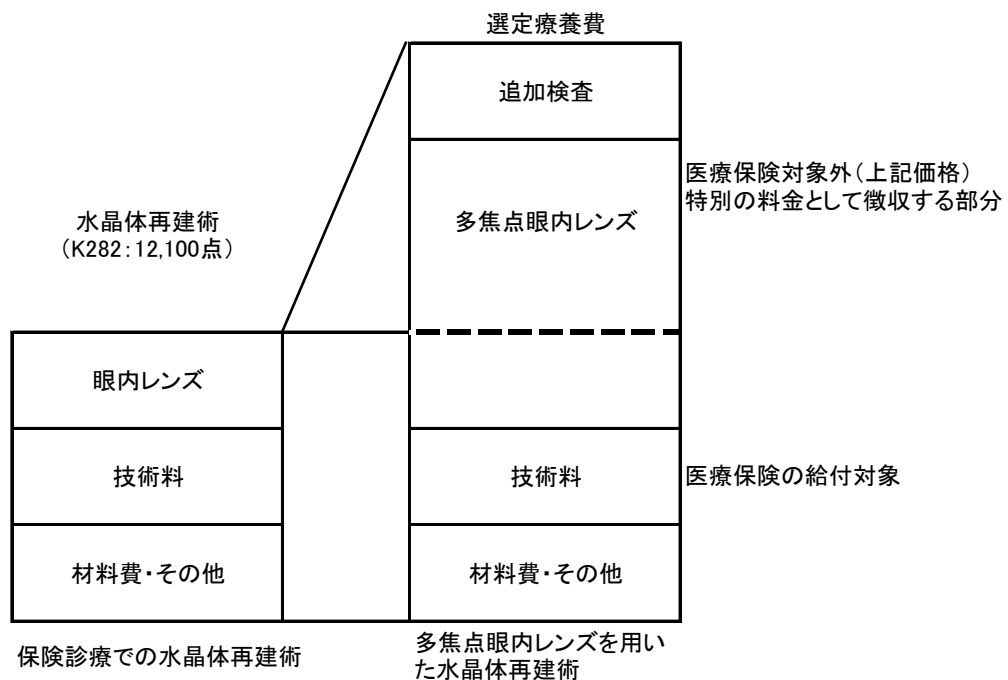 選定療養費
追加検査
医療保険対象外（上記価格）
特別の料金として徴収する部分
多焦点眼内レンズ
水晶体再建術
（K282：12,100点）
眼内レンズ
技術料
技術料
医療保険の給付対象
材料費・その他
材料費・その他
保険診療での水晶体再建術
多焦点眼内レンズを用い
た水晶体再建術